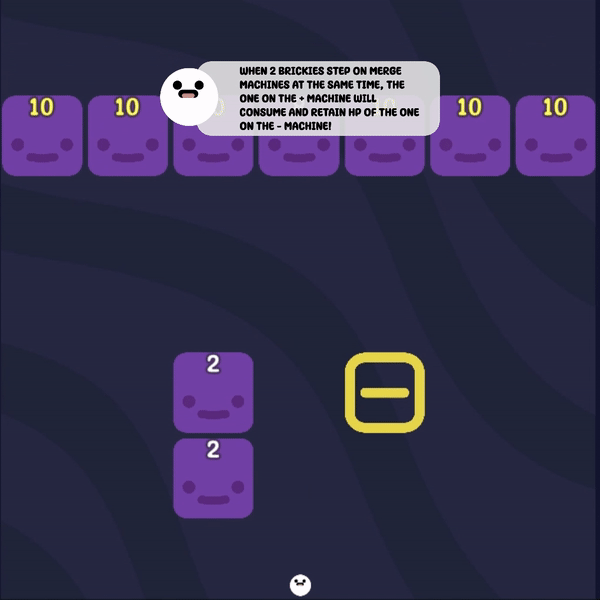 WHEN 2 BRICKIES STEP ON MERGE
MACHINES AT THE SAME TIME, THE
ONE ON THE + MACHINE WILL
CONSUME AND RETAIN HP OF THE ONE
ON THE - MACHINE!
10 10 10 10
2
2